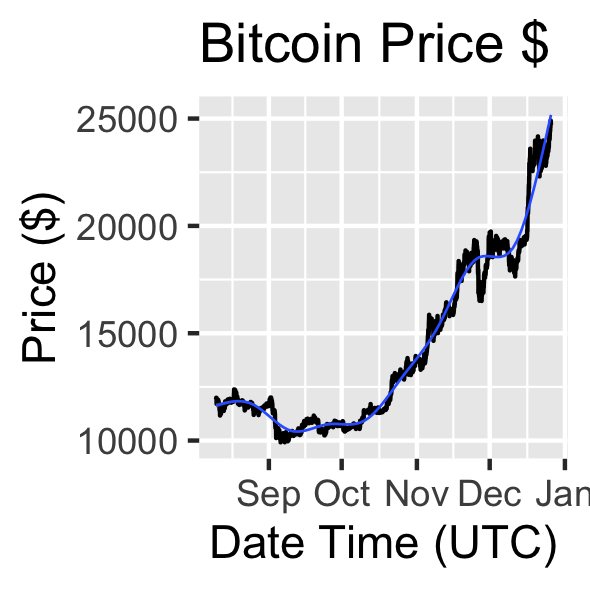 Bitcoin Price $
Price ($)
25000
20000
15000
10000
Sep Oct Nov Dec Jan
Date Time (UTC)